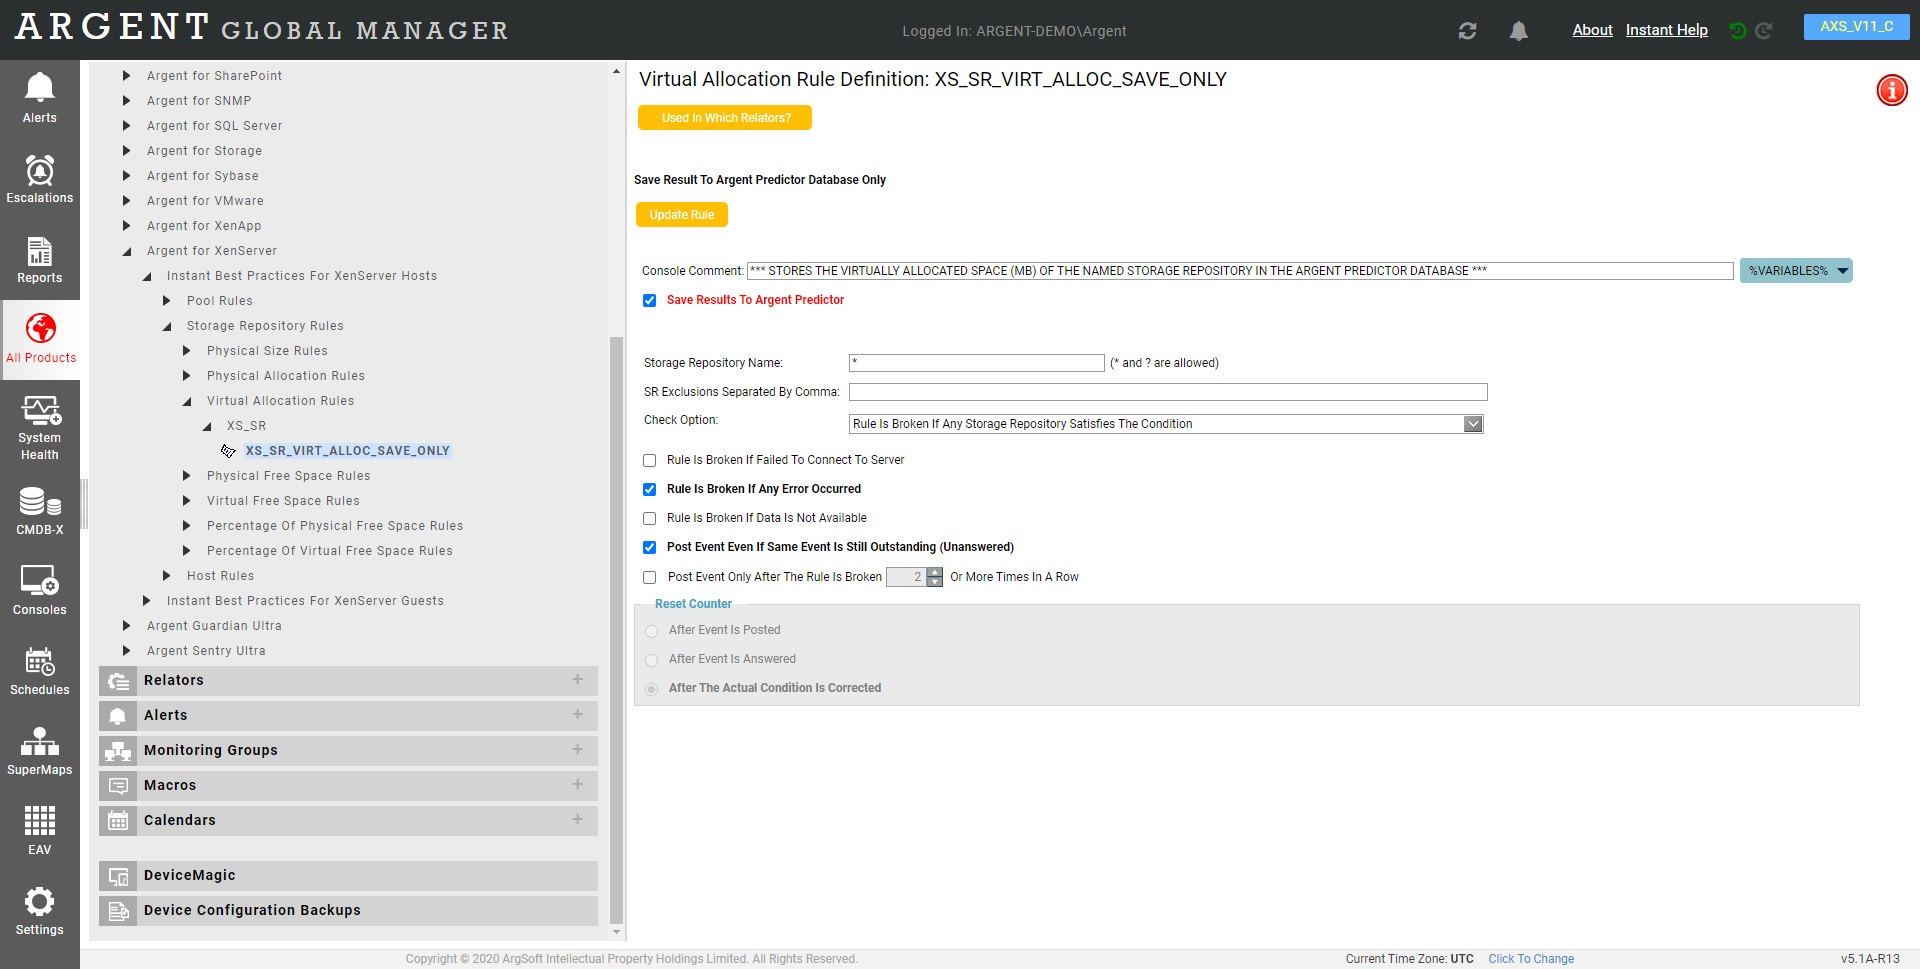 ARGENT GLOBAL MANAGER
Logged In: ARGENT-DEMO\Argent
About
Instant Help
AXS_V11_C
Alerts
Escalations
Reports
All Products
System
Health
CMDB-X
Consoles
Schedules
SuperMaps
EAV
Settings
Argent for SharePoint
Argent for SNMP
Argent for SQL Server
Argent for Storage
Argent for Sybase
Argent for VMware
Argent for XenApp
Argent for XenServer
Instant Best Practices For XenServer Hosts
Pool Rules
Storage Repository Rules
Physical Size Rules
Physical Allocation Rules
Virtual Allocation Rules
XS_SR
XS_SR_VIRT_ALLOC_SAVE_ONLY
Physical Free Space Rules
Virtual Free Space Rules
Percentage Of Physical Free Space Rules
Percentage Of Virtual Free Space Rules
Host Rules
Instant Best Practices For XenServer Guests
Argent Guardian Ultra
Argent Sentry Ultra
Relators +
Alerts +
Monitoring Groups +
Macros +
Calendars +
DeviceMagic
Device Configuration Backups
Virtual Allocation Rule Definition: XS_SR_VIRT_ALLOC_SAVE_ONLY
Used In Which Relators?
Save Result To Argent Predictor Database Only
Update Rule
Console Comment: *** STORES THE VIRTUALLY ALLOCATED SPACE (MB) OF THE NAMED STORAGE REPOSITORY IN THE ARGENT PREDICTOR DATABASE *** %VARIABLES%
Save Results To Argent Predictor
Storage Repository Name: * (* and ? are allowed)
SR Exclusions Separated By Comma:
Check Option: Rule Is Broken If Any Storage Repository Satisfies The Condition
Rule Is Broken If Failed To Connect To Server
Rule Is Broken If Any Error Occurred
Rule Is Broken If Data Is Not Available
Post Event Even If Same Event Is Still Outstanding (Unanswered)
Post Event Only After The Rule Is Broken 2 Or More Times In A Row
Reset Counter
After Event Is Posted
After Event Is Answered
After The Actual Condition Is Corrected
Copyright © 2020 ArgSoft Intellectual Property Holdings Limited. All Rights Reserved.
Current Time Zone: UTC Click To Change
v5.1A-R13